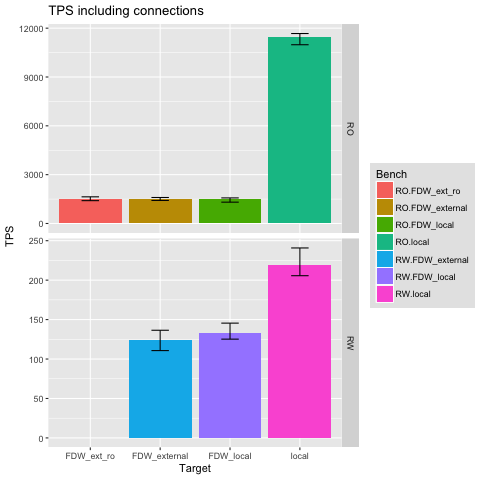 TPS including connections
12000
9000
6000
3000
0
RO
250
200
150
100
50
0
RW
TPS
FDW_ext_ro FDW_external FDW_local local
Target
Bench
RO.FDW_ext_ro
RO.FDW_external
RO.FDW_local
RO.local
RW.FDW_external
RW.FDW_local
RW.local